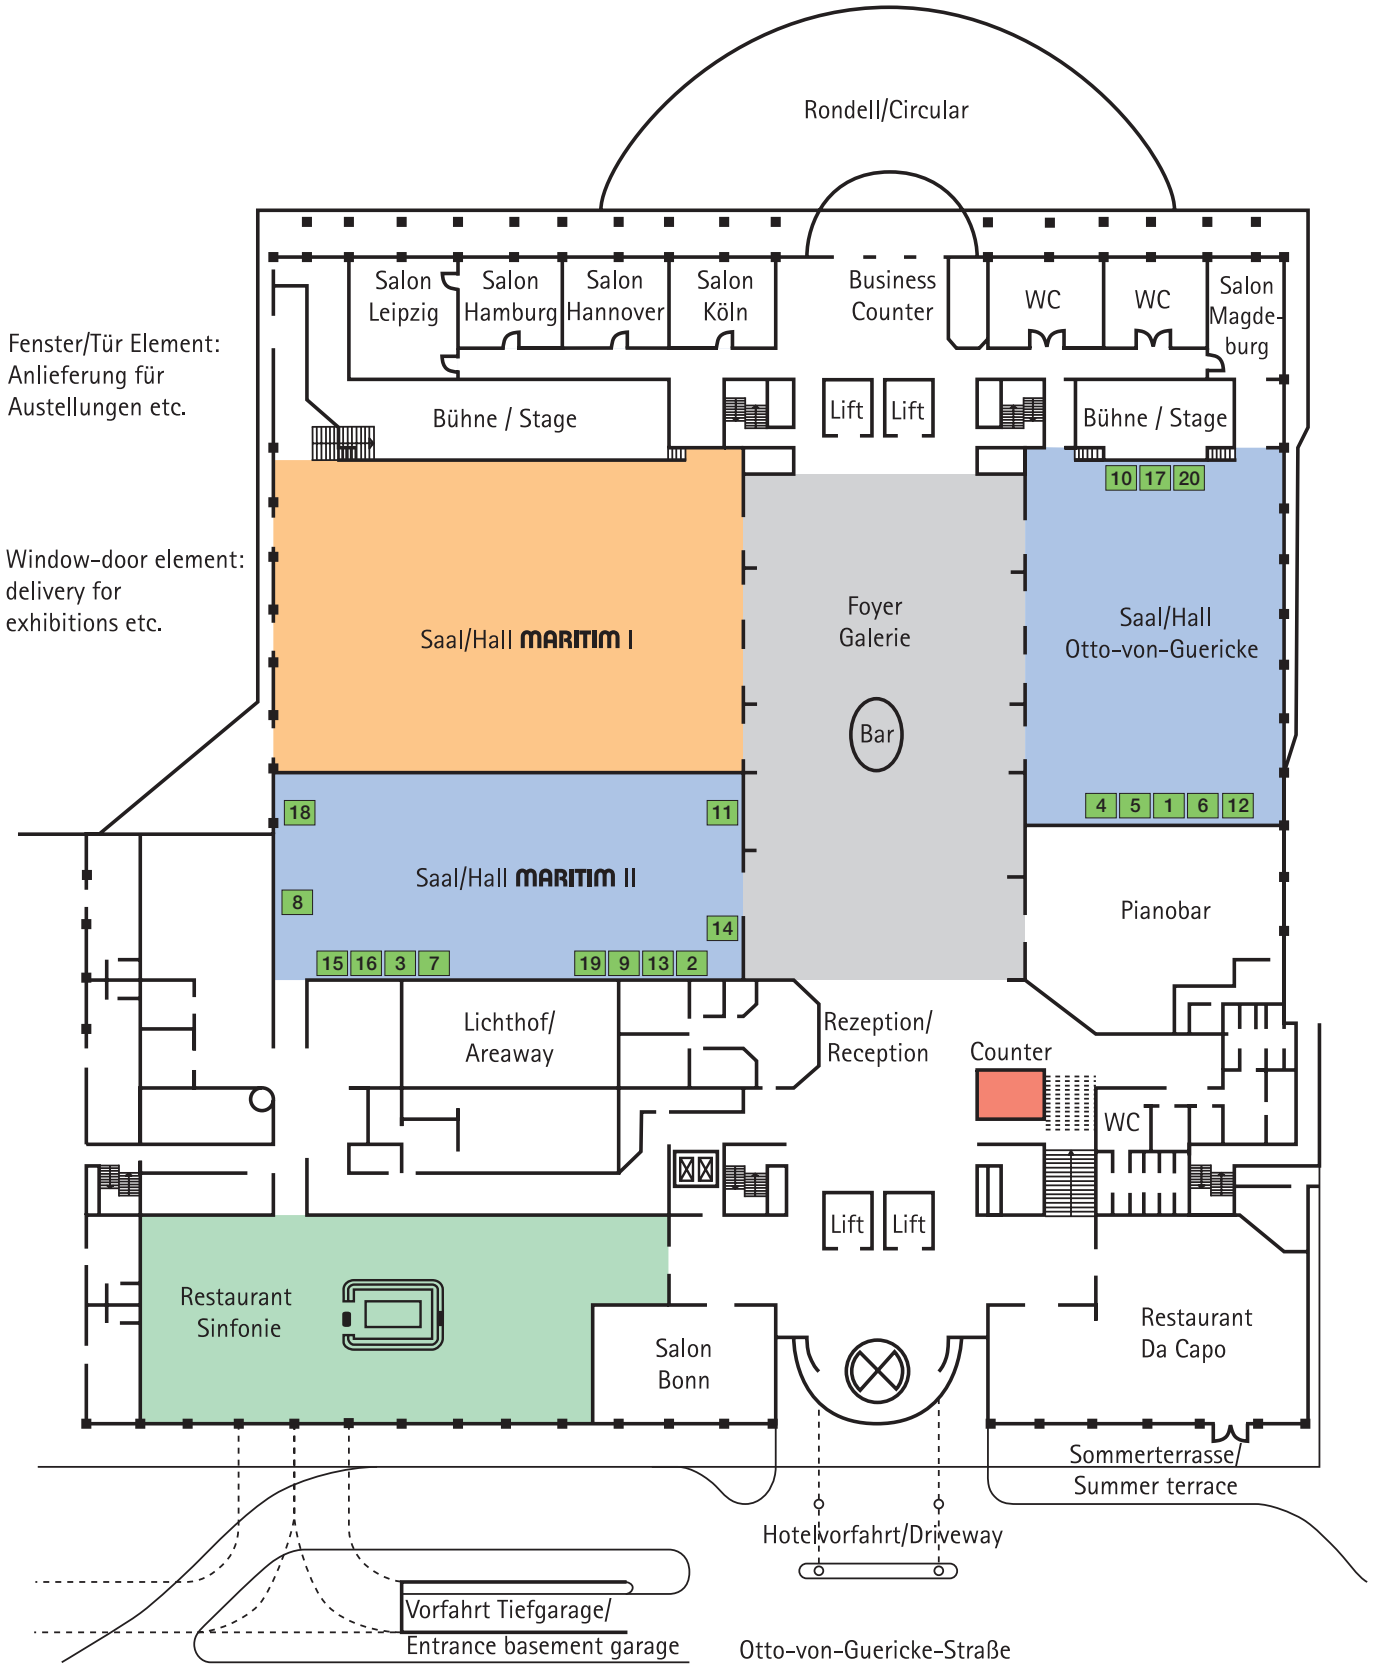 Rondell/Circular
Salon
Leipzig
Salon
Hamburg
Salon
Hannover
Salon
Köln
Business
Counter
WC
WC
Salon
Magde-
burg
Fenster/Tür Element:
Anlieferung für
Austellungen etc.
Bühne / Stage
Lift
Lift
Bühne / Stage
10 17 20
Window-door element:
delivery for
exhibitions etc.
Saal/Hall MARITIM I
Foyer
Galerie
Saal/Hall
Otto-von-Guericke
Bar
18
11
4 5 1 6 12
Saal/Hall MARITIM II
8
14
Pianobar
15 16 3 7
19 9 13 2
Lichthof/
Areaway
Rezeption/
Reception
Counter
WC
Lift
Lift
Restaurant
Sinfonie
Salon
Bonn
Restaurant
Da Capo
Sommerterrasse/
Summer terrace
Hotelvorfahrt/Driveway
Vorfahrt Tiefgarage/
Entrance basement garage
Otto-von-Guericke-Straße